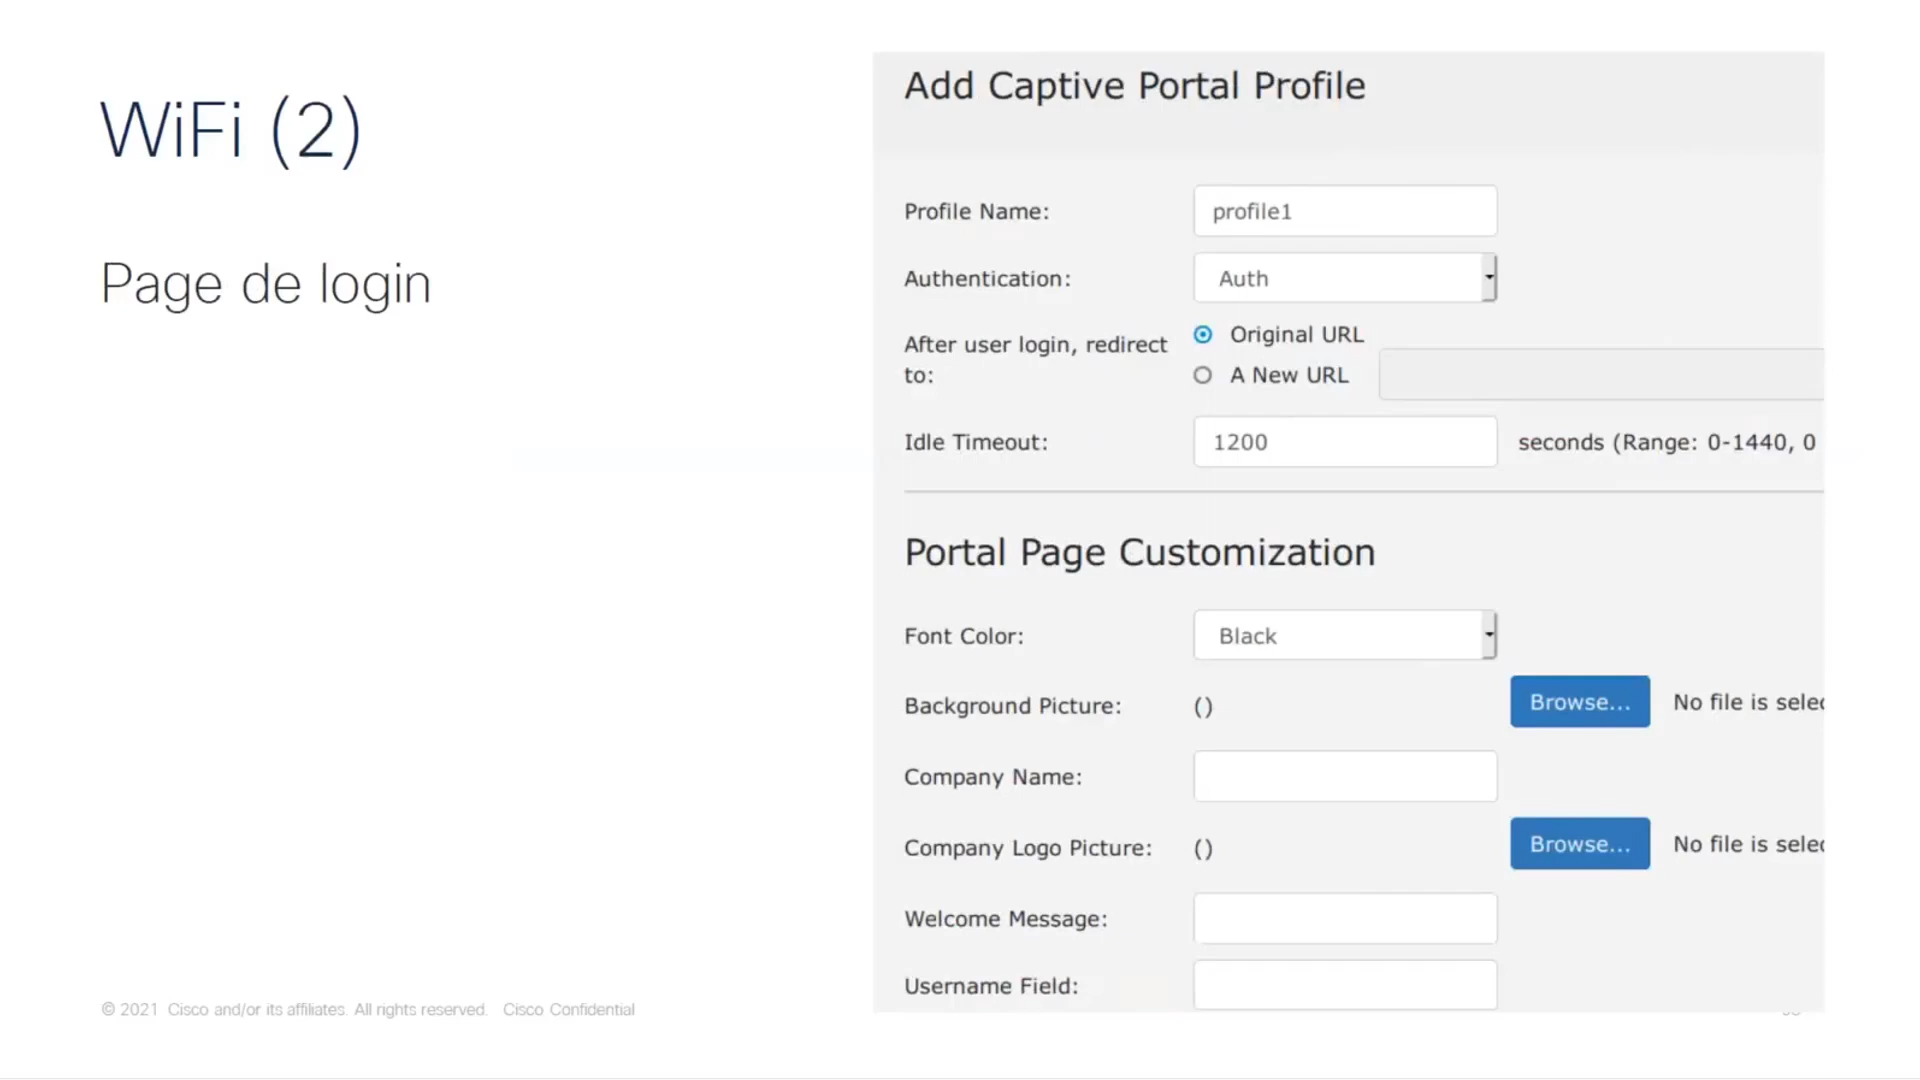 WiFi (2)
Page de login
Add Captive Portal Profile
Profile Name:
profile1
Authentication:
Auth
After user login, redirect
to:
Original URL
A New URL
Idle Timeout:
1200
seconds (Range: 0-1440, 0
Portal Page Customization
Font Color:
Black
Background Picture:
()
Browse...
No file is selec
Company Name:
Company Logo Picture:
()
Browse...
No file is selec
Welcome Message:
Username Field:
© 2021 Cisco and/or its affiliates. All rights reserved. Cisco Confidential